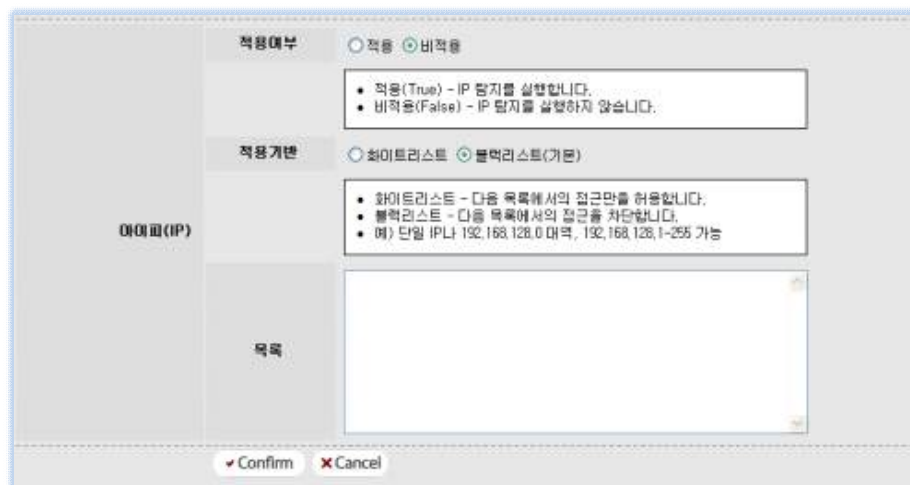 적용여부
적용 비적용
• 적용(True) - IP 탐지를 실행합니다.
• 비적용(False) - IP 탐지를 실행하지 않습니다.
적용기반
화이트리스트 블럭리스트(기본)
아이피(IP)
• 화이트리스트 - 다음 목록에서의 접근만을 허용합니다.
• 블럭리스트 - 다음 목록에서의 접근을 차단합니다.
• 예) 단일 IP나 192.168.128.0 대역, 192.168.128.1~255 가능
목록
Confirm Cancel